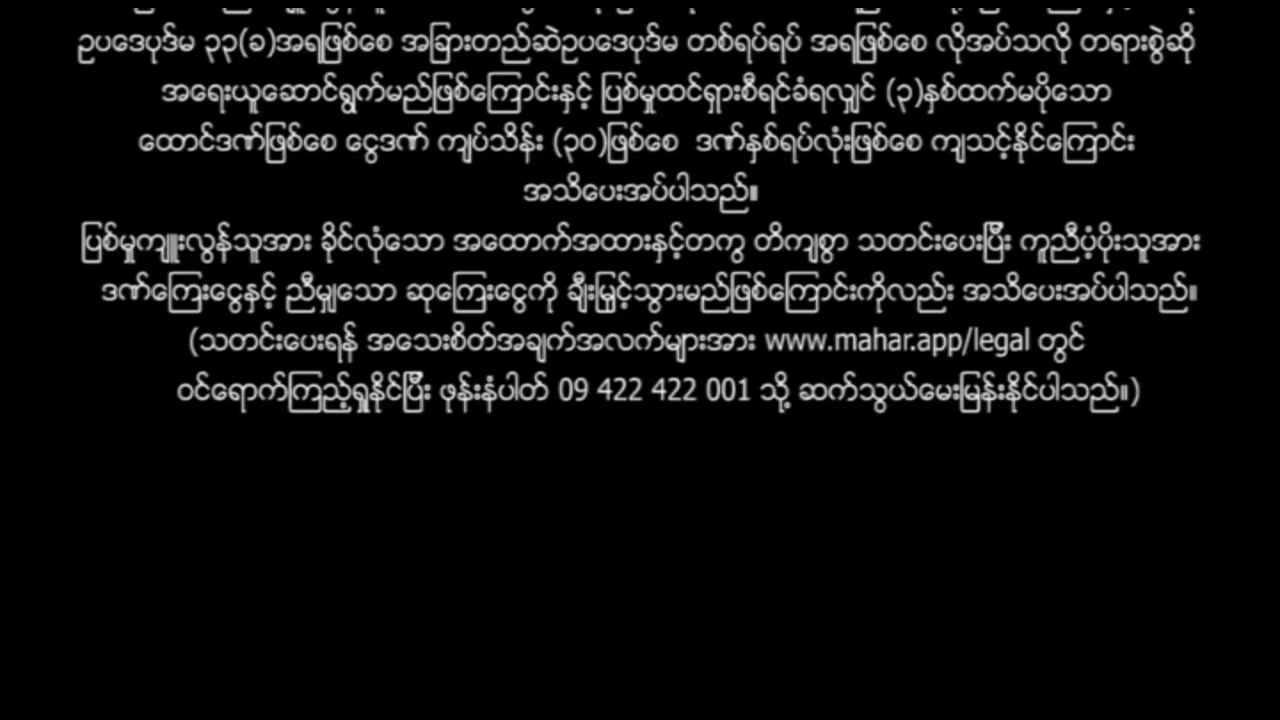 ဥပဒေပုဒ်မ ၃၃(ခ)အရဖြစ်စေ အခြားတည်ဆဲဥပဒေပုဒ်မ တစ်ရပ်ရပ် အရဖြစ်စေ လိုအပ်သလို တရားစွဲဆို
အရေးယူဆောင်ရွက်မည်ဖြစ်ကြောင်းနှင့် ပြစ်မှုထင်ရှားစီရင်ခံရလျှင် (၃)နှစ်ထက်မပိုသော
ထောင်ဒဏ်ဖြစ်စေ ငွေဒဏ် ကျပ်သိန်း (၃၀)ဖြစ်စေ ဒဏ်နှစ်ရပ်လုံးဖြစ်စေ ကျသင့်နိုင်ကြောင်း
အသိပေးအပ်ပါသည်။
ပြစ်မှုကျူးလွန်သူအား ခိုင်လုံသော အထောက်အထားနှင့်တကွ တိကျစွာ သတင်းပေးပြီး ကူညီပံ့ပိုးသူအား
ဒဏ်ကြေးငွေနှင့် ညီမျှသော ဆုကြေးငွေကို ချီးမြှင့်သွားမည်ဖြစ်ကြောင်းကိုလည်း အသိပေးအပ်ပါသည်။
(သတင်းပေးရန် အသေးစိတ်အချက်အလက်များအား www.mahar.app/legal တွင်
ဝင်ရောက်ကြည့်ရှုနိုင်ပြီး ဖုန်းနံပါတ် 09 422 422 001 သို့ ဆက်သွယ်မေးမြန်းနိုင်ပါသည်။)